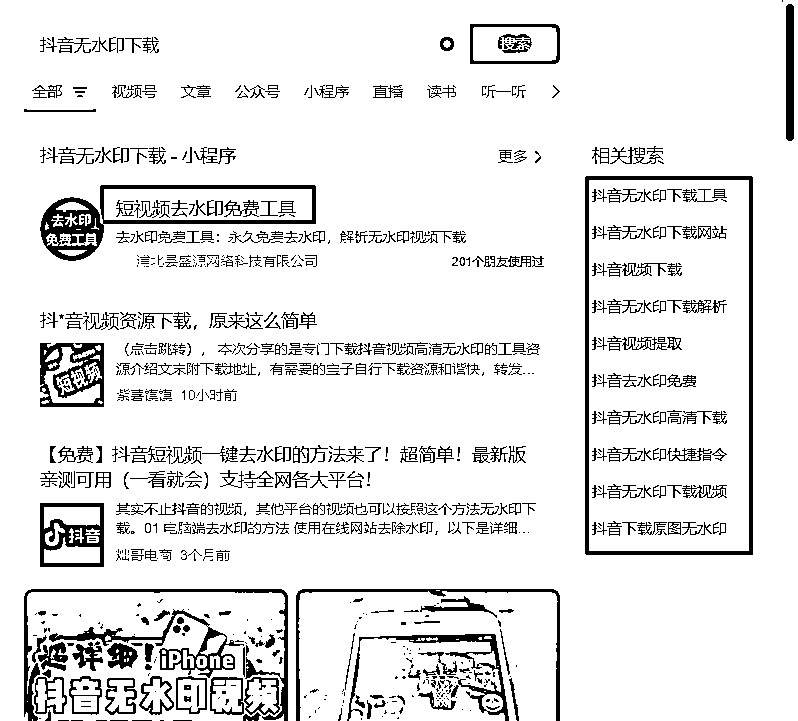 抖音无水印下载
搜索
全部 视频号 文章 公众号 小程序 直播 读书 听一听
抖音无水印下载 - 小程序
更多
去水印
免费工具
短视频去水印免费工具
去水印免费工具：永久免费去水印，解析无水印视频下载
201个朋友使用过
抖*音视频资源下载，原来这么简单
短视频
（点击跳转），本次分享的是专门下载抖音视频高清无水印的工具资
源介绍文末附下载地址，有需要的宝子自行下载资源和谐快，转发...
10小时前
【免费】抖音短视频一键去水印的方法来了！超简单！最新版
亲测可用（一看就会）支持全网各大平台！
抖音
其实不止抖音的视频，其他平台的视频也可以按照这个方法无水印下
载。01 电脑端去水印的方法 使用在线网站去除水印，以下是详细...
灿哥电商 3个月前
超详细！iPhone
抖音无水印视频
相关搜索
抖音无水印下载工具
抖音无水印下载网站
抖音视频下载
抖音无水印下载解析
抖音视频提取
抖音去水印免费
抖音无水印高清下载
抖音无水印快捷指令
抖音无水印下载视频
抖音下载原图无水印